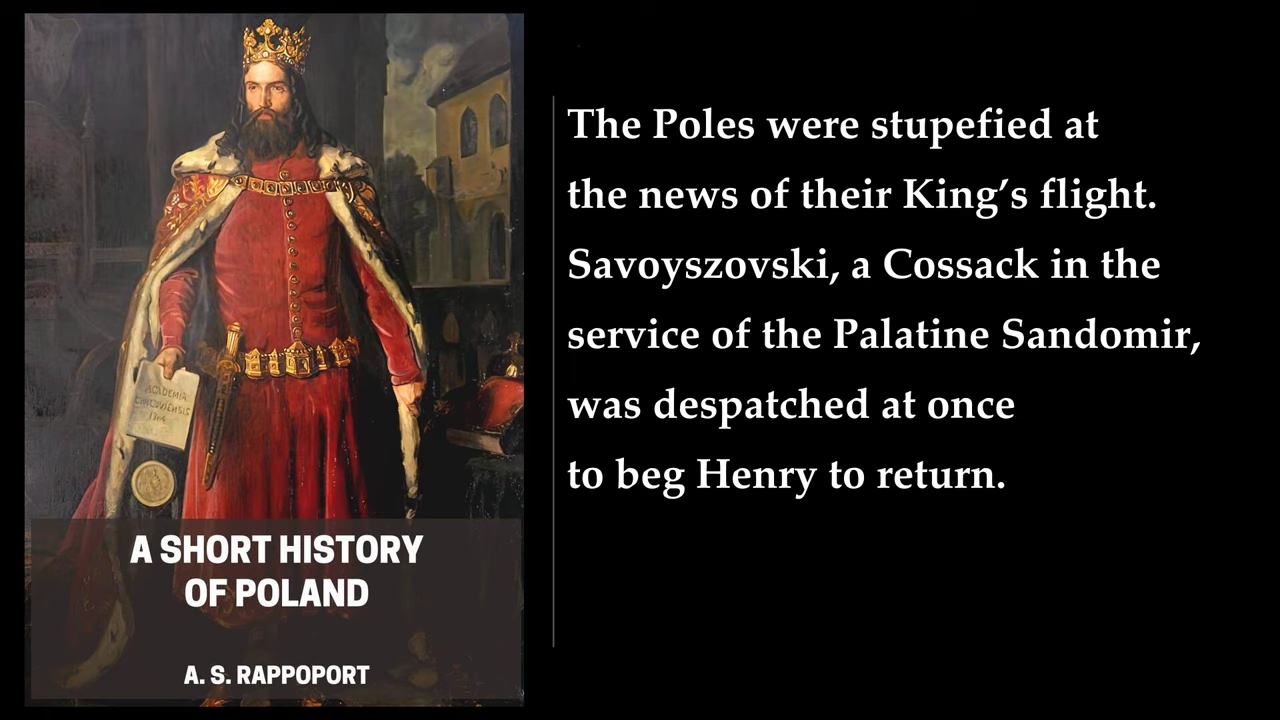 ACADEMIA
A SHORT HISTORY
OF POLAND
A. S. RAPPOPORT
The Poles were stupefied at
the news of their King’s flight.
Savoyszovski, a Cossack in the
service of the Palatine Sandomir,
was despatched at once
to beg Henry to return.